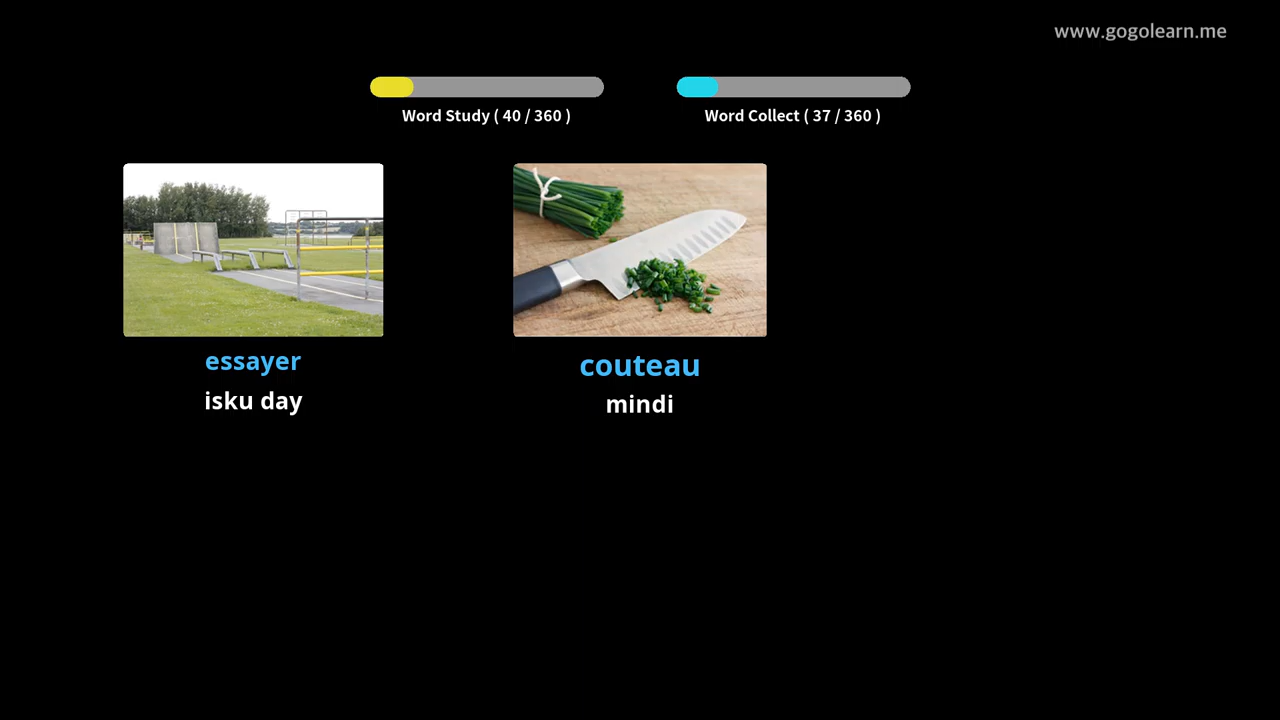 www.gogolearn.me
Word Study ( 40 / 360 )
Word Collect ( 37 / 360 )
essayer
isku day
couteau
mindi